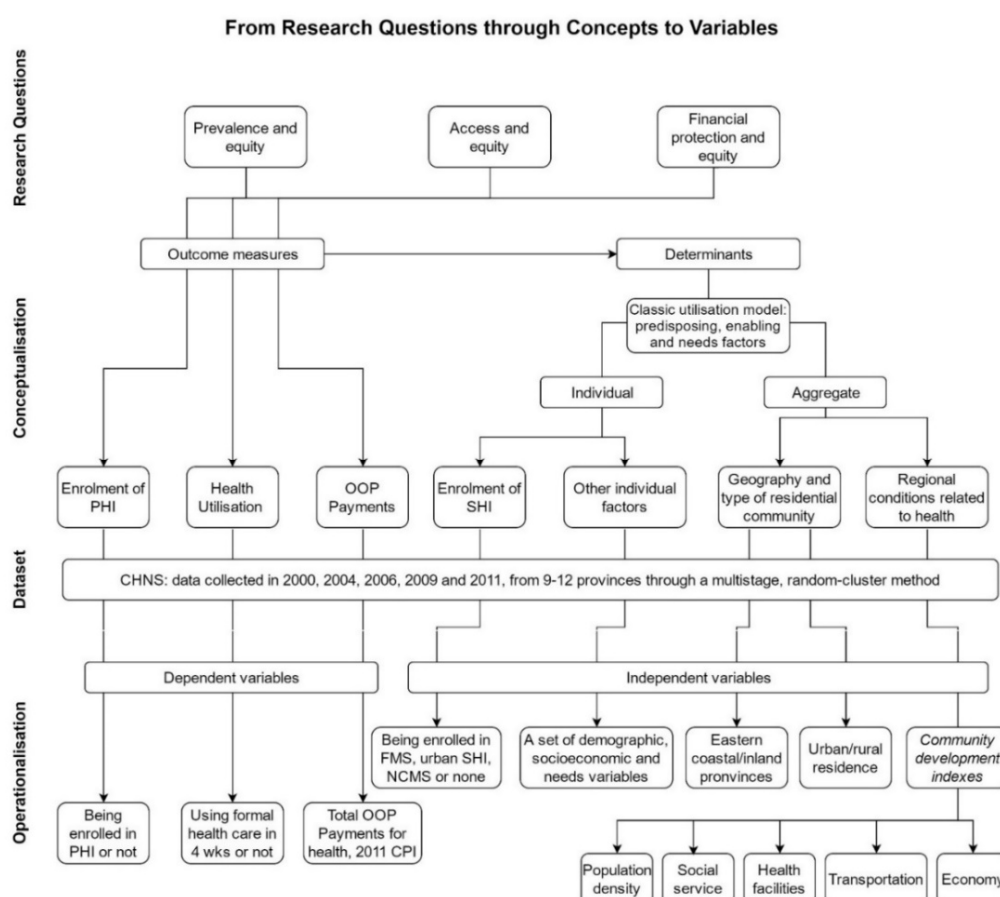 From Research Questions through Concepts to Variables
Research Questions
Prevalence and
equity
Access and
equity
Financial
protection and
equity
Conceptualisation
Outcome measures
Determinants
Classic utilisation model:
predisposing, enabling
and needs factors
Individual
Aggregate
Enrolment of
PHI
Health
Utilisation
OOP
Payments
Enrolment of
SHI
Other individual
factors
Geography and
type of residential
community
Regional
conditions related
to health
Dataset
CHNS: data collected in 2000, 2004, 2006, 2009 and 2011, from 9-12 provinces through a multistage, random-cluster method
Operationalisation
Dependent variables
Independent variables
Being enrolled in
FMS, urban SHI,
NCMS or none
A set of demographic,
socioeconomic and
needs variables
Eastern
coastal/inland
pronvinces
Urban/rural
residence
Community
development
indexes
Being
enrolled in
PHI or not
Using formal
health care in
4 wks or not
Total OOP
Payments for
health, 2011 CPI
Population
density
Social
service
Health
facilities
Transportation
Economy